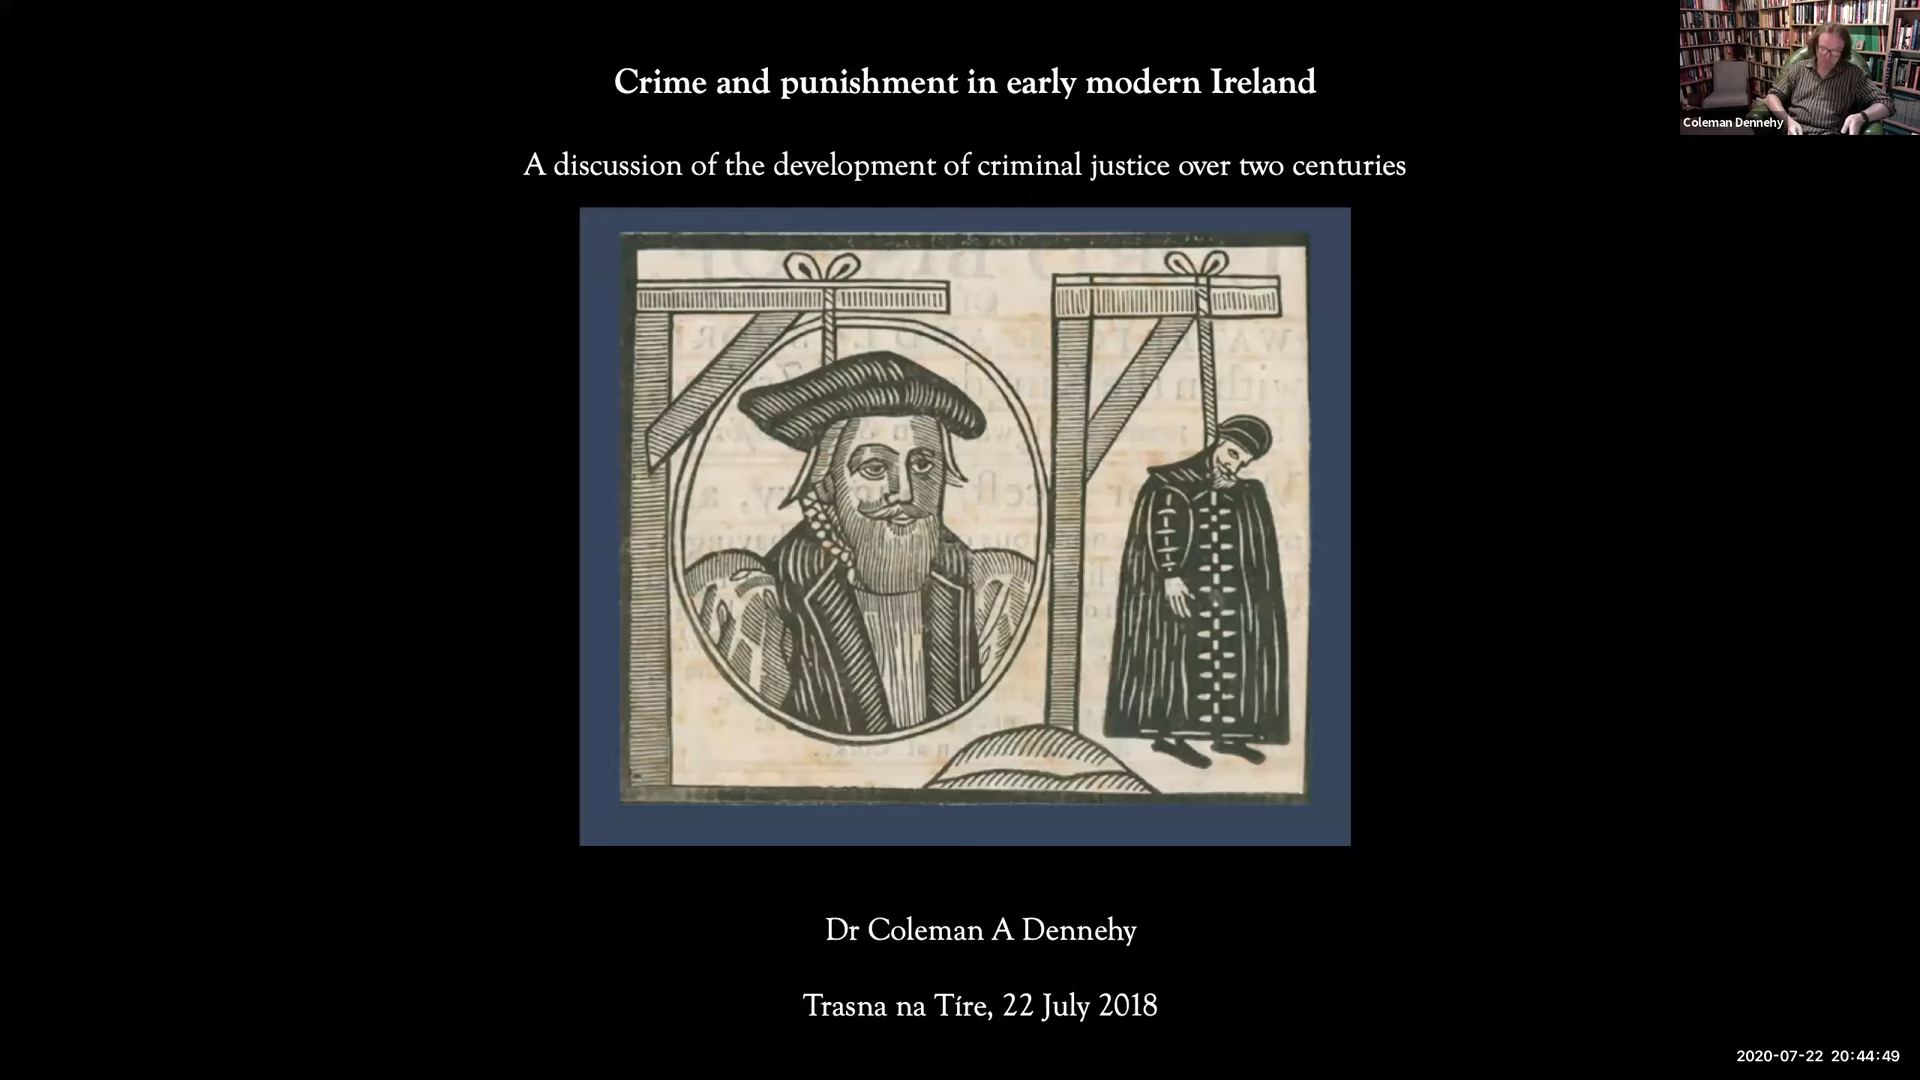 Crime and punishment in early modern Ireland
Coleman Dennehy
A discussion of the development of criminal justice over two centuries
Dr Coleman A Dennehy
Trasna na Tíre, 22 July 2018
2020-07-22 20:44:49